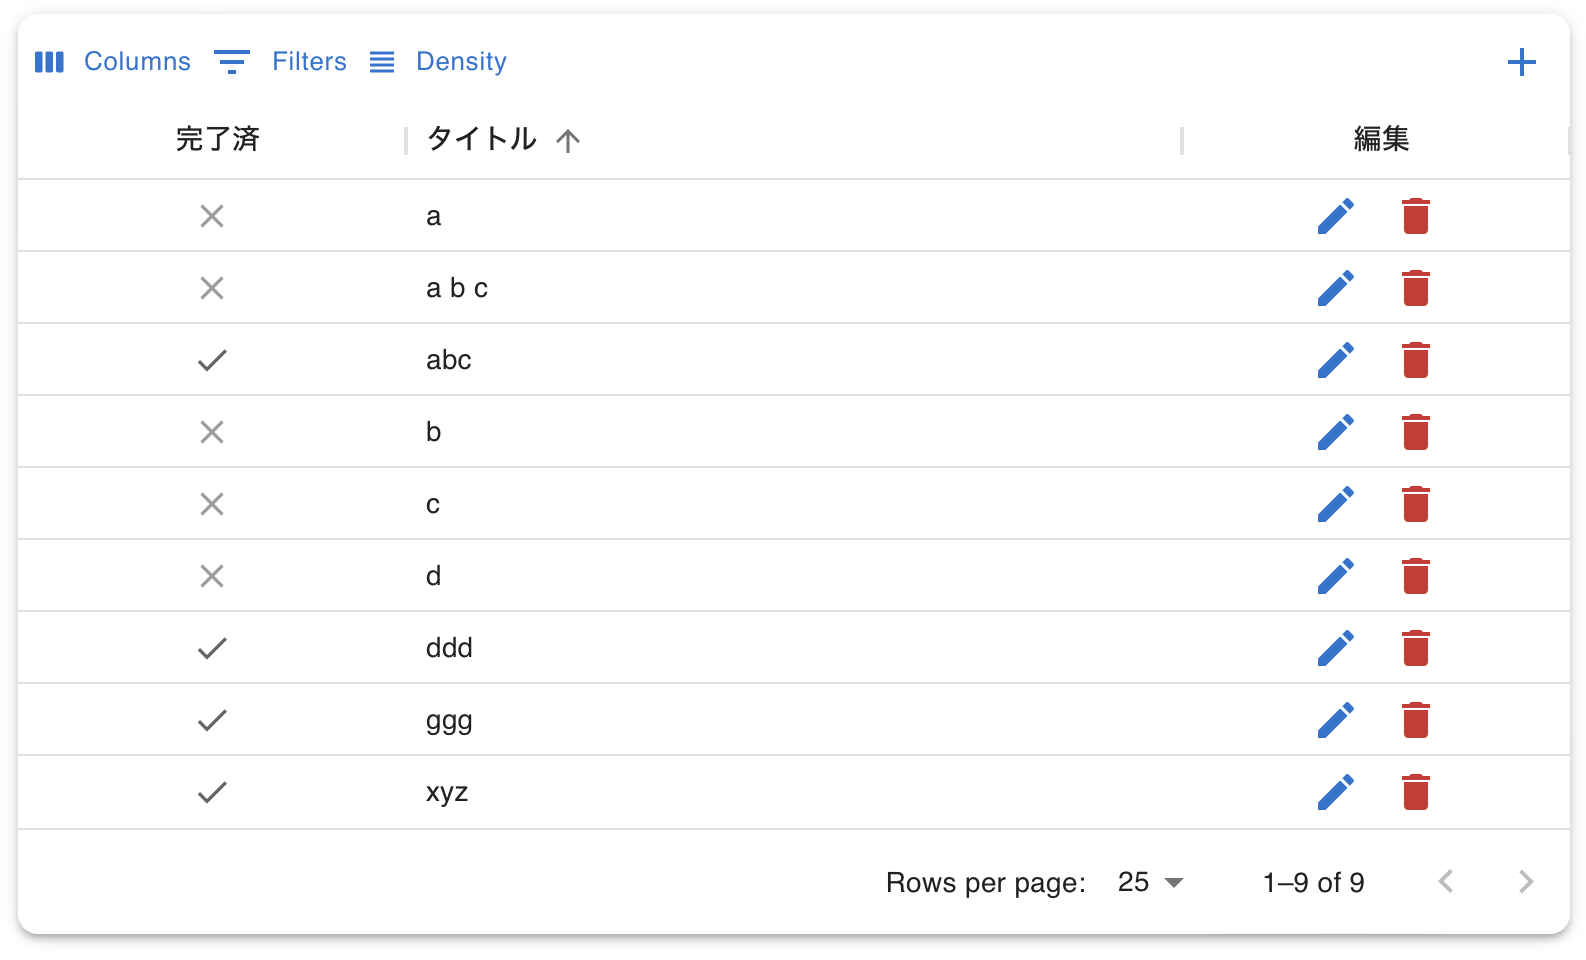 Columns Filters Density
完了済 タイトル 編集
a
a b c
abc
b
c
d
ddd
ggg
xyz
Rows per page: 25 1–9 of 9